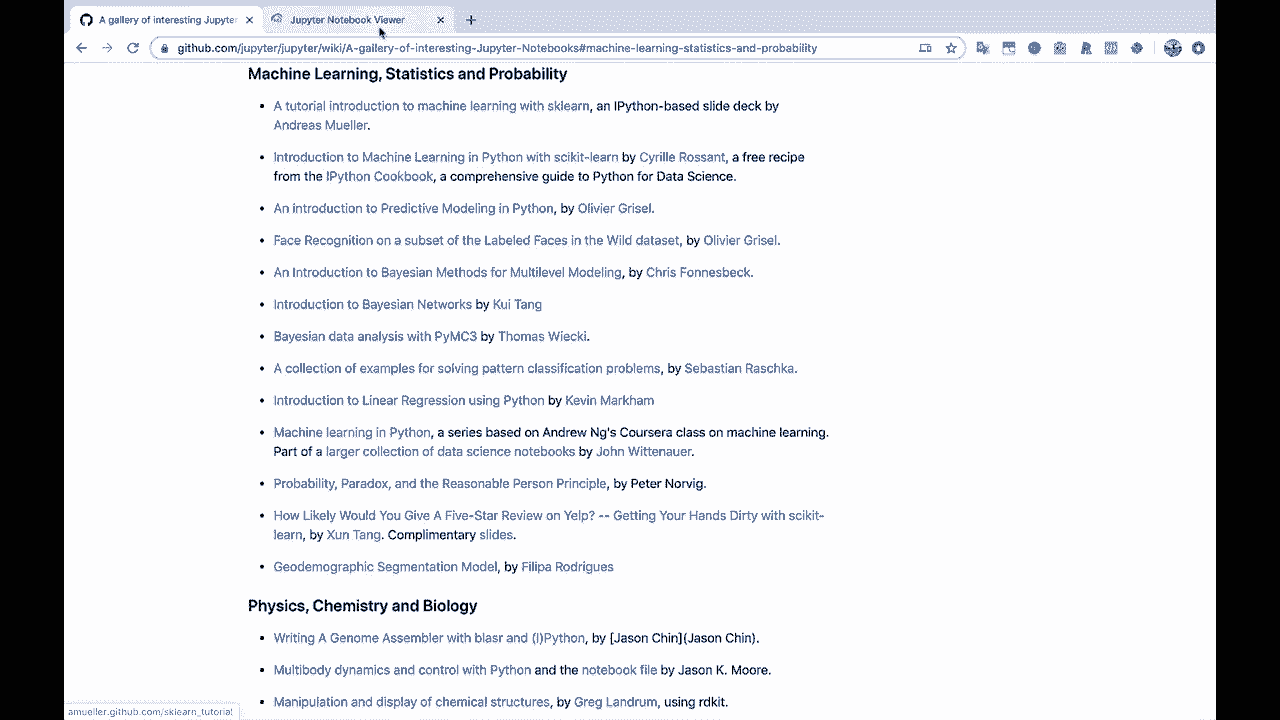 A gallery of interesting Jupyter
Jupyter Notebook Viewer
github.com/jupyter/jupyter/wiki/A-gallery-of-interesting-Jupyter-Notebooks#machine-learning-statistics-and-probability
Machine Learning, Statistics and Probability
• A tutorial introduction to machine learning with sklearn, an IPython-based slide deck by
Andreas Mueller.
• Introduction to Machine Learning in Python with scikit-learn by Cyrille Rossant, a free recipe
from the IPython Cookbook, a comprehensive guide to Python for Data Science.
• An introduction to Predictive Modeling in Python, by Olivier Grisel.
• Face Recognition on a subset of the Labeled Faces in the Wild dataset, by Olivier Grisel.
• An Introduction to Bayesian Methods for Multilevel Modeling, by Chris Fonnesbeck.
• Introduction to Bayesian Networks by Kui Tang
• Bayesian data analysis with PyMC3 by Thomas Wiecki.
• A collection of examples for solving pattern classification problems, by Sebastian Raschka.
• Introduction to Linear Regression using Python by Kevin Markham
• Machine learning in Python, a series based on Andrew Ng's Coursera class on machine learning.
Part of a larger collection of data science notebooks by John Wittenauer.
• Probability, Paradox, and the Reasonable Person Principle, by Peter Norvig.
• How Likely Would You Give A Five-Star Review on Yelp? -- Getting Your Hands Dirty with scikit-
learn, by Xun Tang. Complimentary slides.
• Geodemographic Segmentation Model, by Filipa Rodrigues
Physics, Chemistry and Biology
• Writing A Genome Assembler with blasr and (I)Python, by [Jason Chin](Jason Chin).
• Multibody dynamics and control with Python and the notebook file by Jason K. Moore.
• Manipulation and display of chemical structures, by Greg Landrum, using rdkit.
amueller.github.com/sklearn_tutorial